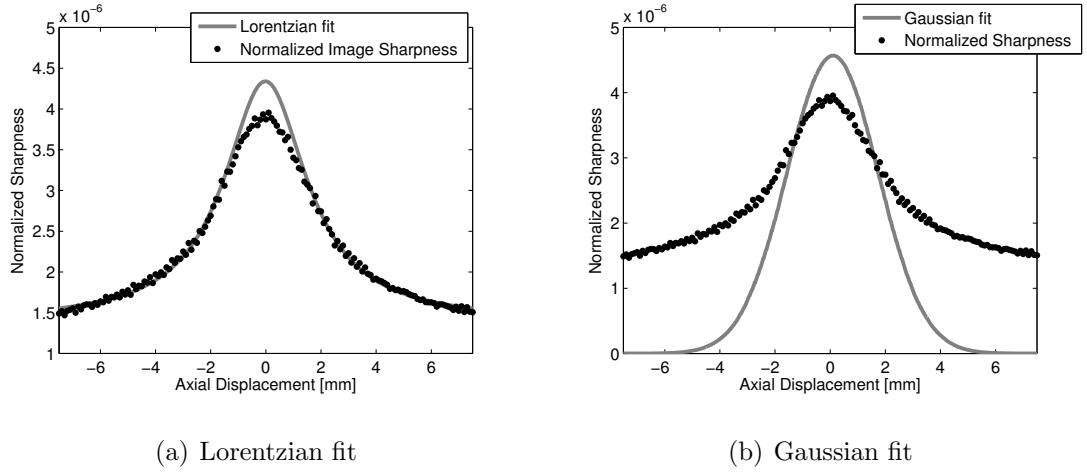 x 10⁻⁶
Lorentzian fit
Normalized Image Sharpness
5
4.5
4
3.5
3
2.5
2
1.5
1
Normalized Sharpness
−6 −4 −2 0 2 4 6
Axial Displacement [mm]
(a) Lorentzian fit
x 10⁻⁶
Gaussian fit
Normalized Sharpness
5
4
3
2
1
0
Normalized Sharpness
−6 −4 −2 0 2 4 6
Axial Displacement [mm]
(b) Gaussian fit